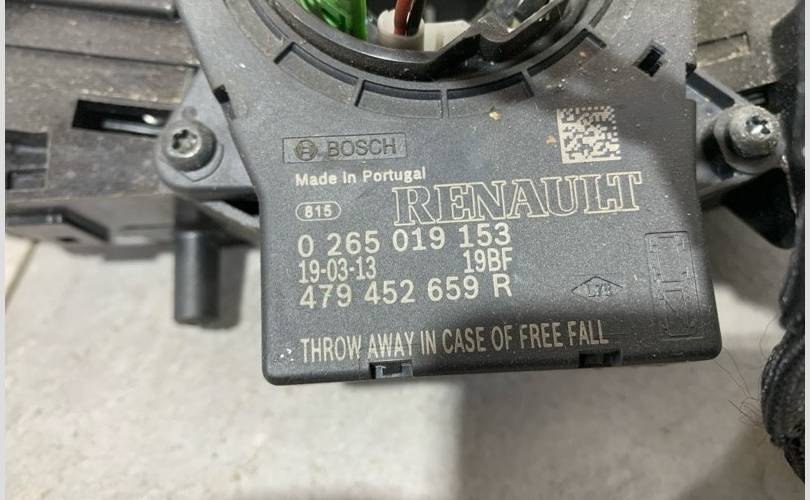 BOSCH
Made in Portugal
RENAULT
815
0 265 019 153
19-03-13 19BF
479 452 659 R
THROW AWAY IN CASE OF FREE FALL